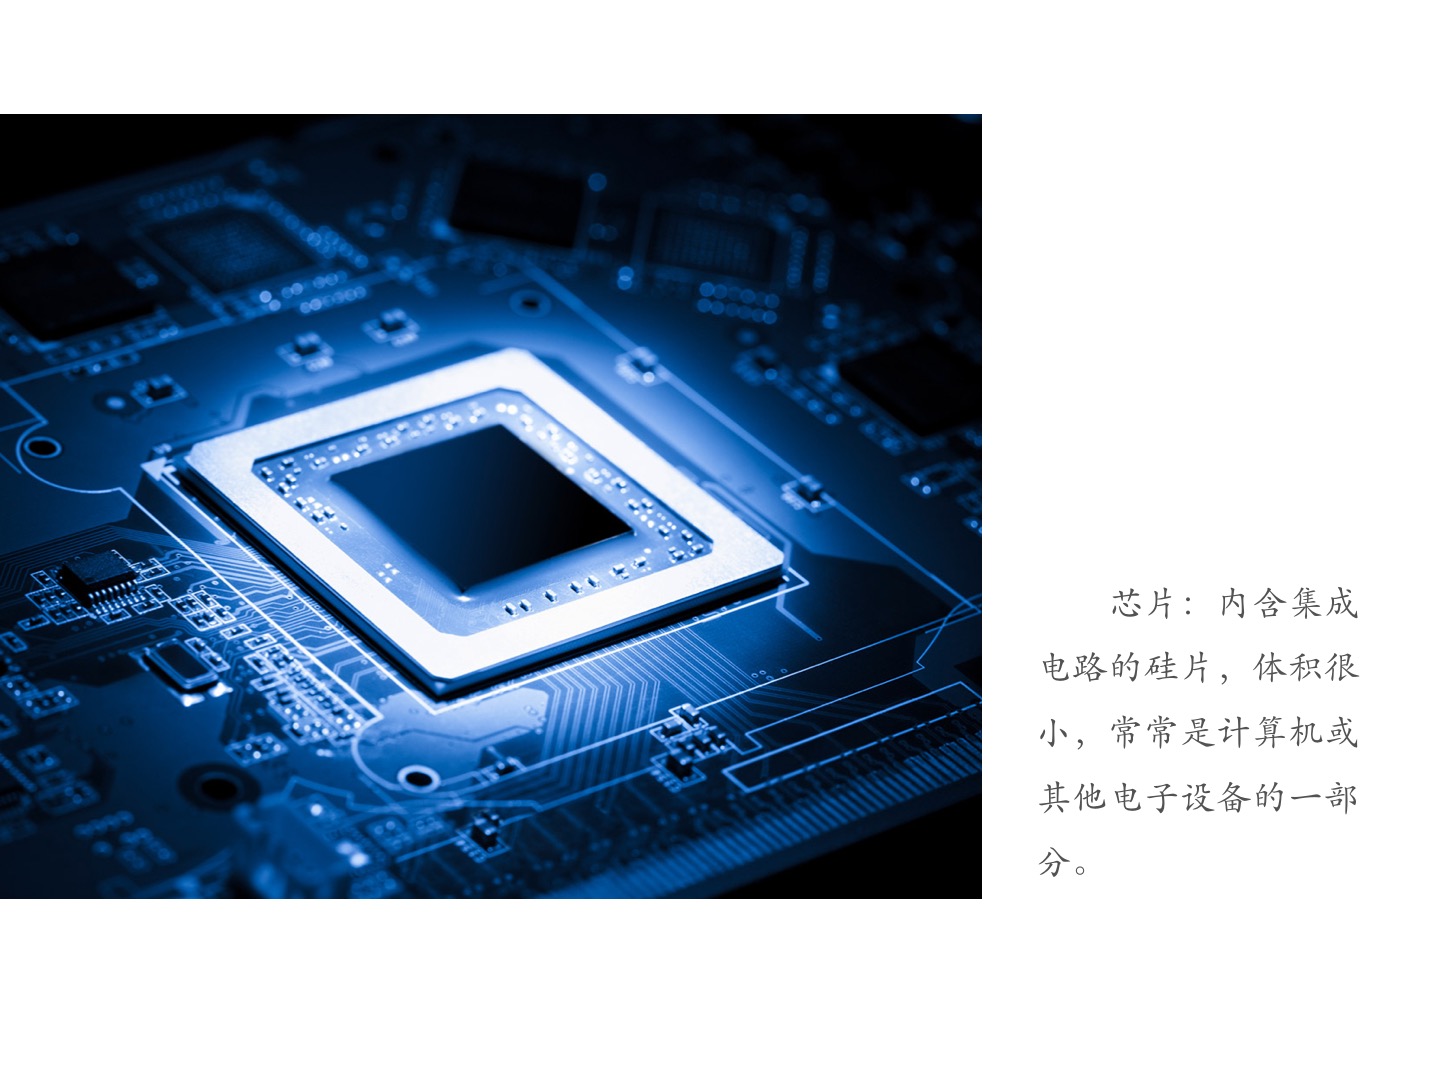 芯片：内含集成
电路的硅片，体积很
小，常常是计算机或
其他电子设备的一部
分。